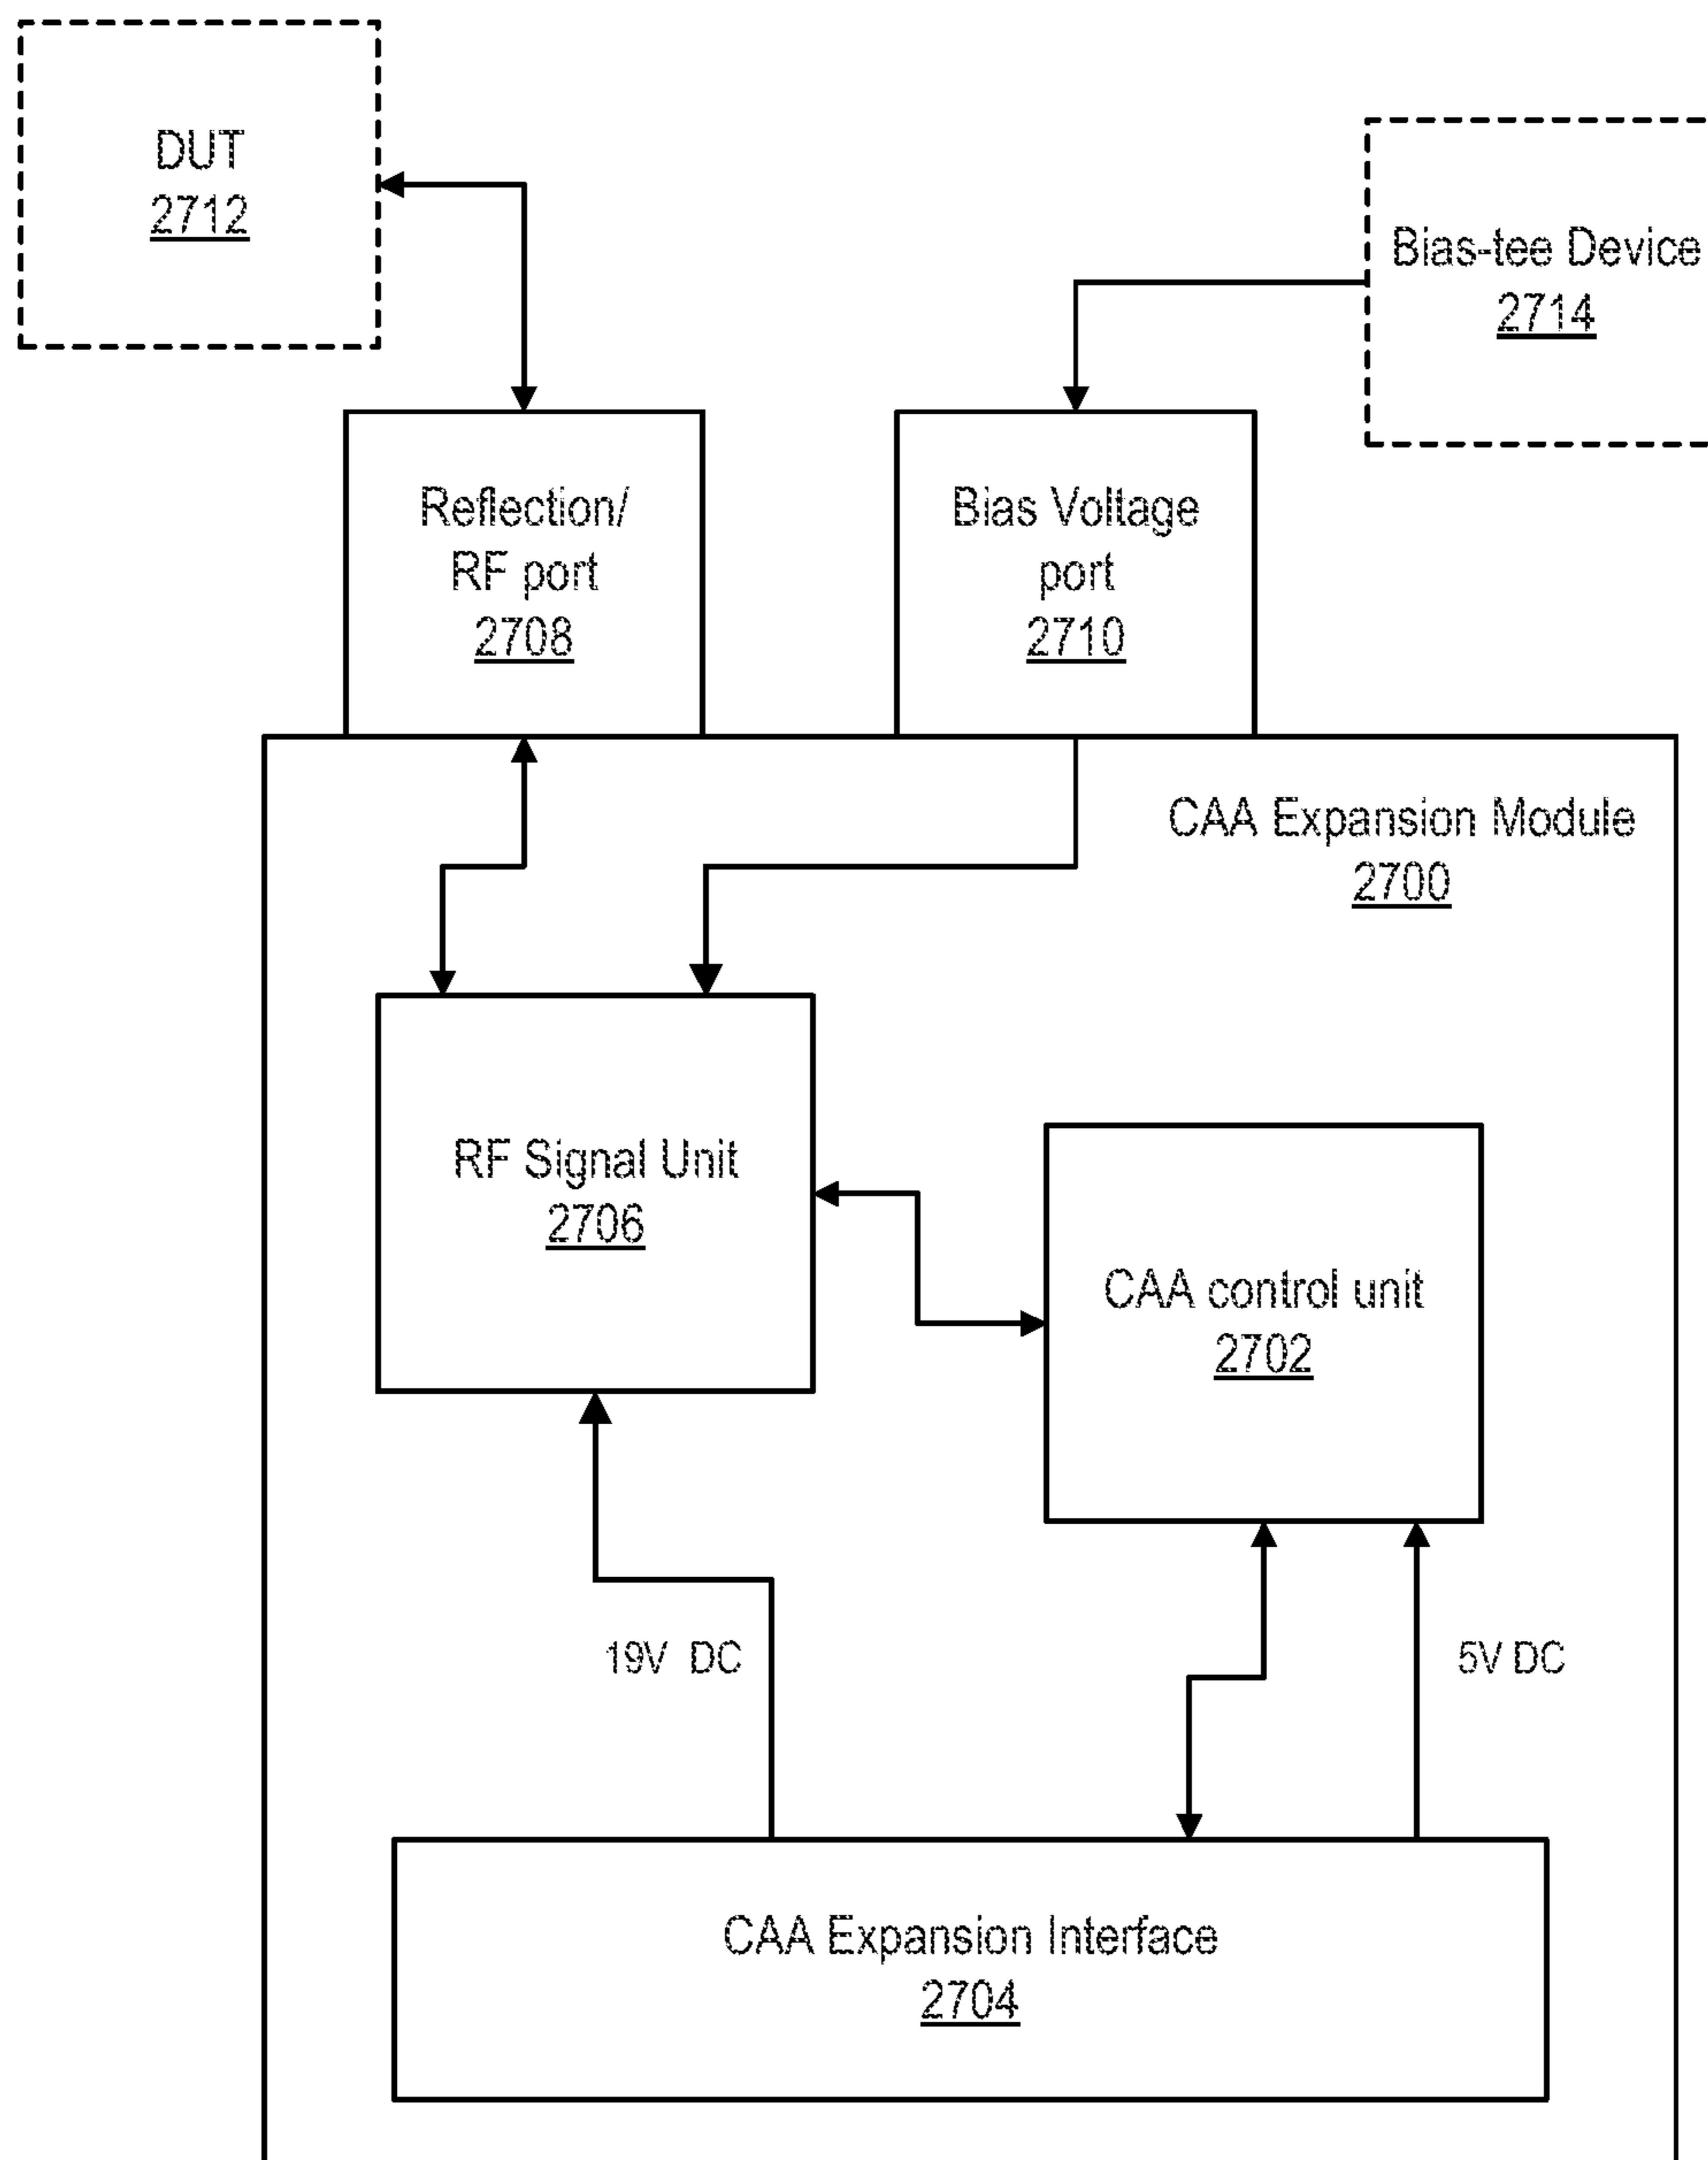 DUT
2712
Bias-tee Device
2714
Reflection/
RF port
2708
Bias Voltage
port
2710
CAA Expansion Module
2700
RF Signal Unit
2706
CAA control unit
2702
19V DC
5V DC
CAA Expansion Interface
2704